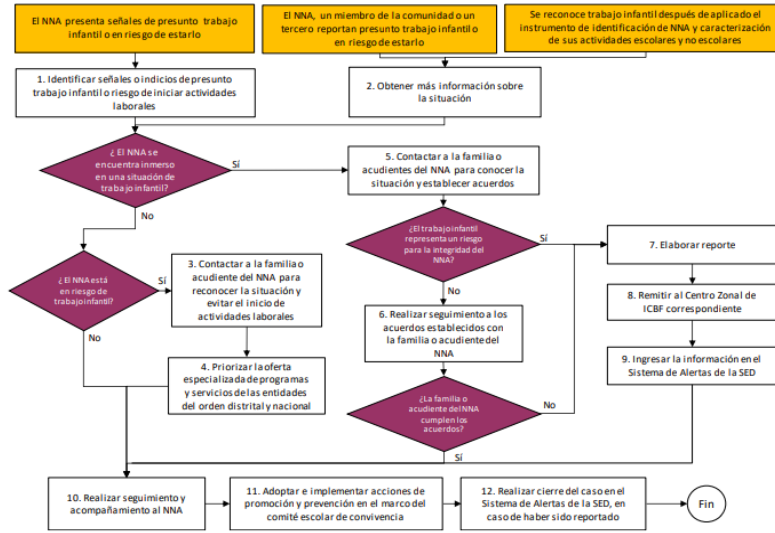 El NNA presenta señales de presunto trabajo
infantil o en riesgo de estarlo
El NNA, un miembro de la comunidad o un
tercero reportan presunto trabajo infantil o
en riesgo de estarlo
Se reconoce trabajo infantil después de aplicado el
instrumento de identificación de NNA y caracterización
de sus actividades escolares y no escolares
1. Identificar señales o indicios de presunto
trabajo infantil o riesgo de iniciar actividades
laborales
2. Obtener más información sobre
la situación
¿ El NNA se
encuentra inmerso
en una situación de
trabajo infantil?
Sí
5. Contactar a la familia o
acudientes del NNA para conocer la
situación y establecer acuerdos
No
¿El trabajo infantil
representa un riesgo
para la integridad del
NNA?
Sí
7. Elaborar reporte
¿ El NNA está
en riesgo de
trabajo infantil?
Sí
3. Contactar a la familia o
acudiente del NNA para
reconocer la situación y
evitar el inicio de
actividades laborales
No
8. Remitir al Centro Zonal de
ICBF correspondiente
6. Realizar seguimiento a los
acuerdos establecidos con
la familia o acudiente del
NNA
No
9. Ingresar la información en el
Sistema de Alertas de la SED
4. Priorizar la oferta
especializada de programas
y servicios de las entidades
del orden distrital y nacional
¿La familia o
acudiente del NNA
cumplen los
acuerdos?
No
Sí
10. Realizar seguimiento y
acompañamiento al NNA
11. Adoptar e implementar acciones de
promoción y prevención en el marco del
comité escolar de convivencia
12. Realizar cierre del caso en el
Sistema de Alertas de la SED, en
caso de haber sido reportado
Fin